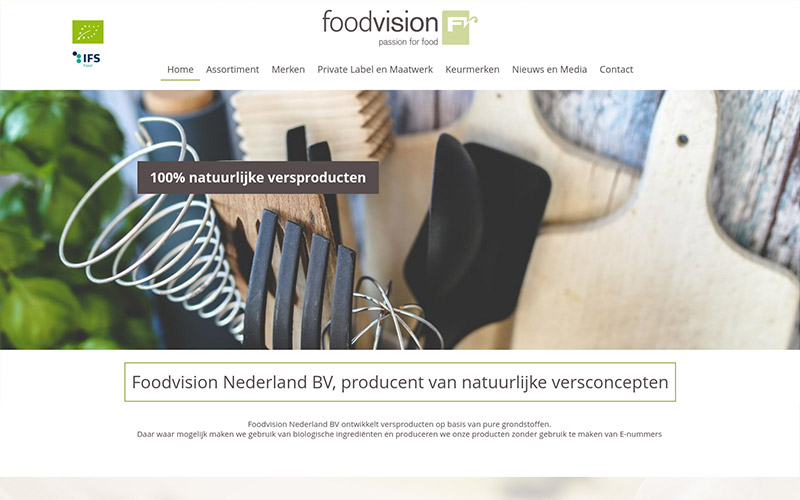 foodvision
passion for food
IFS
Food
Home Assortiment Merken Private Label en Maatwerk Keurmerken Nieuws en Media Contact
100% natuurlijke versproducten
Foodvision Nederland BV, producent van natuurlijke versconcepten
Foodvision Nederland BV ontwikkelt versproducten op basis van pure grondstoffen.
Daar waar mogelijk maken we gebruik van biologische ingrediënten en produceren we onze producten zonder gebruik te maken van E-nummers